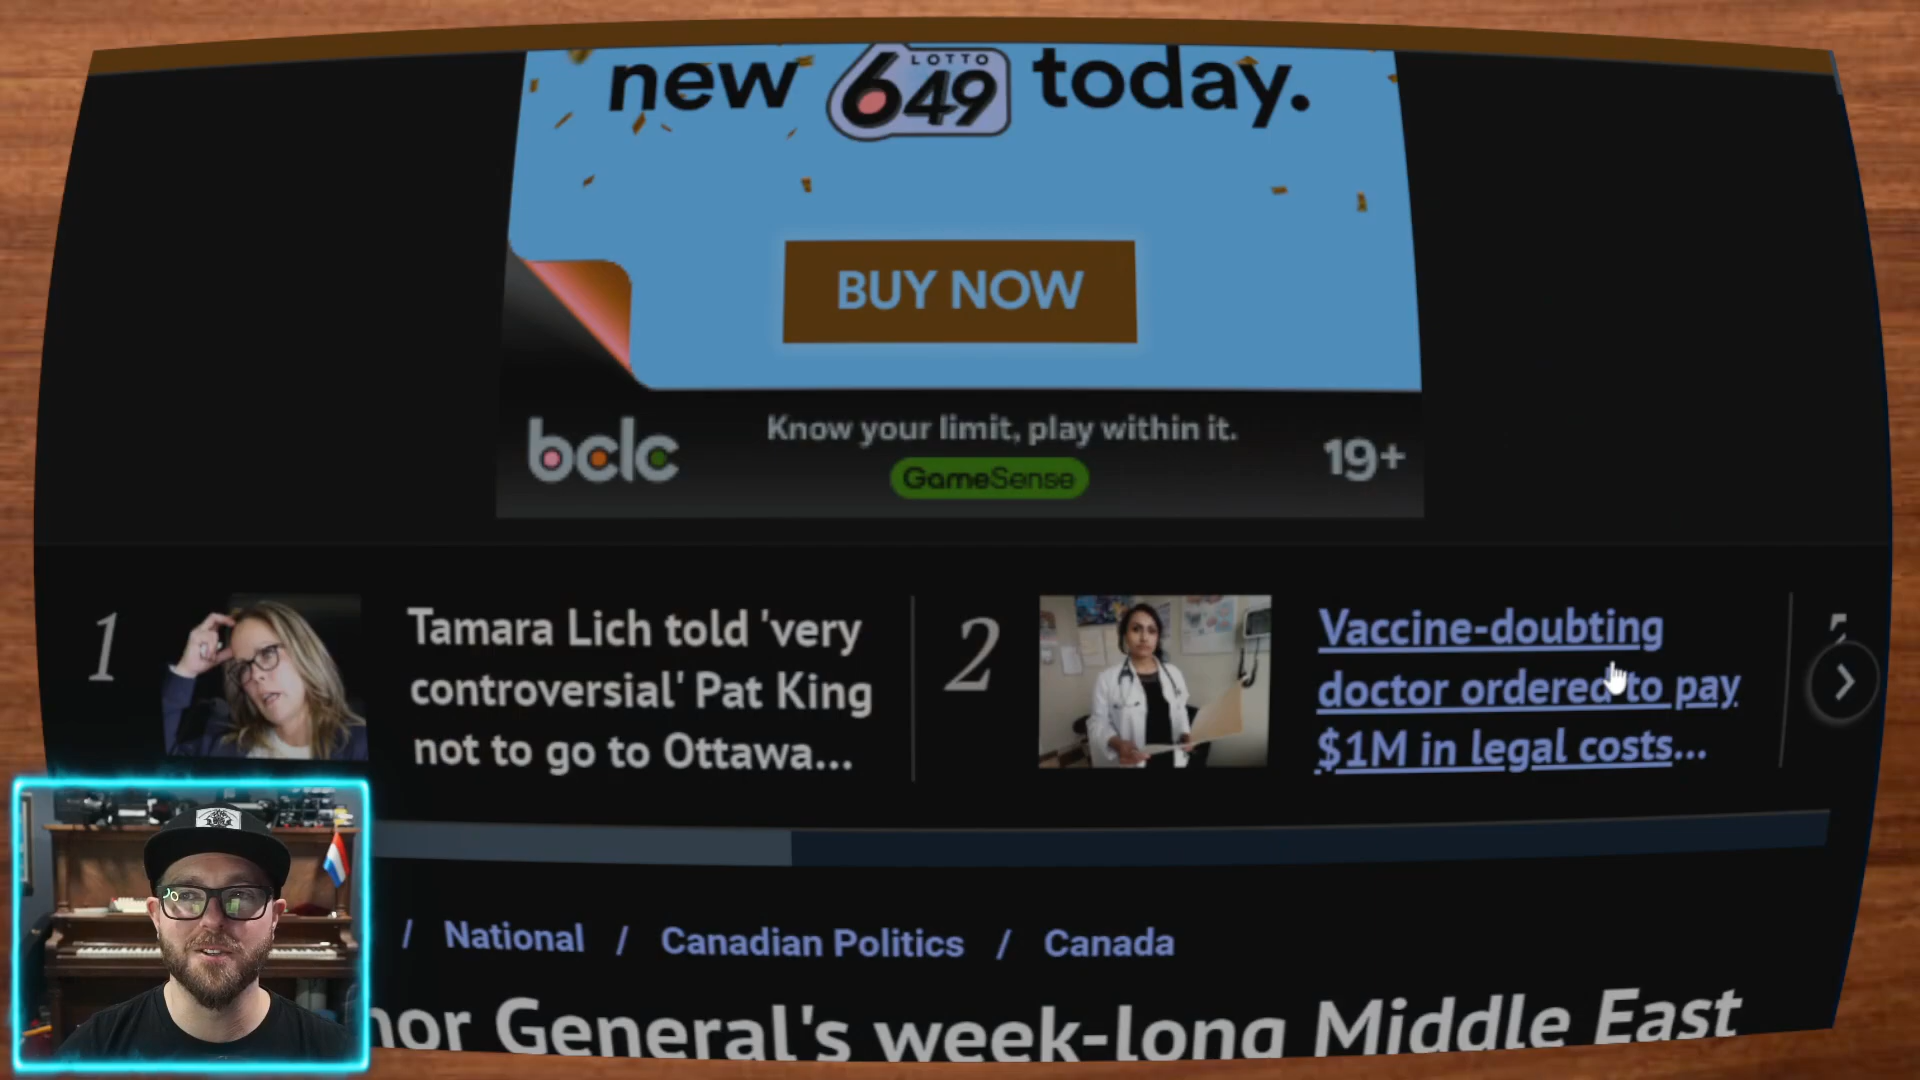 new LOTTO 649 today.
BUY NOW
bclc
Know your limit, play within it.
GameSense
19+
1
Tamara Lich told 'very
controversial' Pat King
not to go to Ottawa...
2
Vaccine-doubting
doctor ordered to pay
$1M in legal costs...
/ National / Canadian Politics / Canada
nor General's week-long Middle East